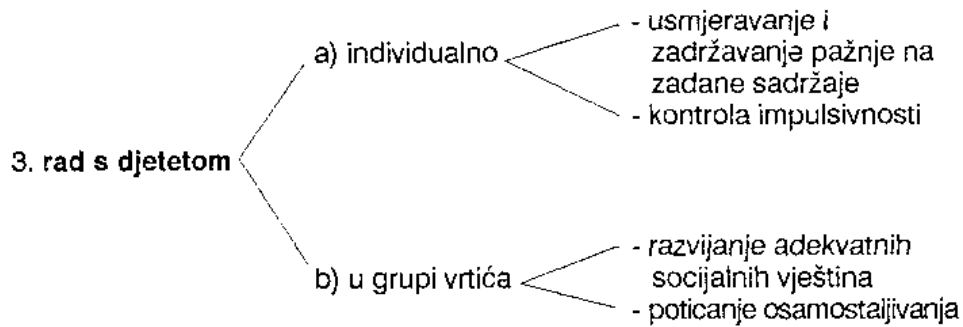 - usmjeravanje i
a) individualno
zadržavanje pažnje na
zadane sadržaje
- kontrola impulsivnosti
3. rad s djetetom
- razvijanje adekvatnih
b) u grupi vrtića
socijalnih vještina
- poticanje osamostaljivanja